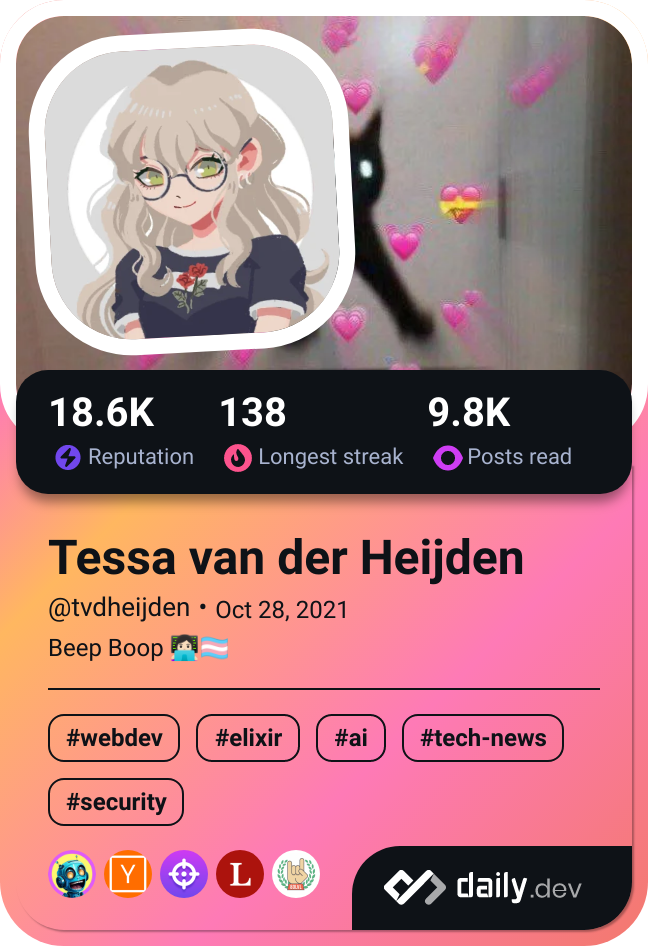 18.6K 138 9.8K
Reputation Longest streak Posts read
Tessa van der Heijden
@tvdheijden • Oct 28, 2021
Beep Boop 👩🏻‍💻🏳️‍⚧️
#webdev #elixir #ai #tech-news
#security
Y L
daily.dev